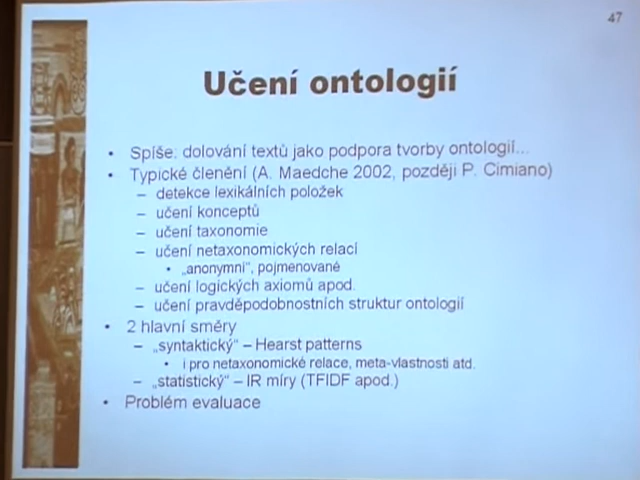 47
Učení ontologií
• Spíše: dolování textů jako podpora tvorby ontologií...
• Typické členění (A. Maedche 2002, později P. Cimiano)
– detekce lexikálních položek
– učení konceptů
– učení taxonomie
– učení netaxonomických relací
• „anonymní“, pojmenované
– učení logických axiomů apod.
– učení pravděpodobnostních struktur ontologií
• 2 hlavní směry
– „syntaktický“ – Hearst patterns
• i pro netaxonomické relace, meta-vlastnosti atd.
– „statistický“ – IR míry (TFIDF apod.)
• Problém evaluace